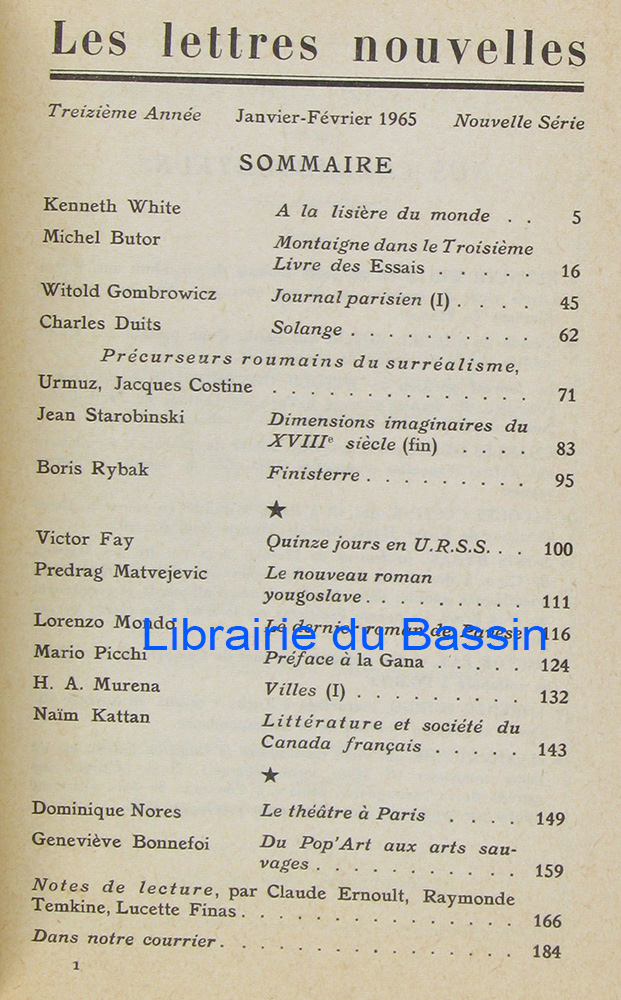 Les lettres nouvelles
Treizième Année Janvier-Février 1965 Nouvelle Série
SOMMAIRE
Kenneth White A la lisière du monde . . 5
Michel Butor Montaigne dans le Troisième
Livre des Essais . . . . . 16
Witold Gombrowicz Journal parisien (I) . . . . 45
Charles Duits Solange . . . . . . . . . . 62
Précurseurs roumains du surréalisme,
Urmuz, Jacques Costine . . . . . . . . . . . . . . 71
Jean Starobinski Dimensions imaginaires du
XVIIIe siècle (fin) . . . . 83
Boris Rybak Finisterre . . . . . . . . . 95
★
Victor Fay Quinze jours en U.R.S.S. . . 100
Predrag Matvejevic Le nouveau roman
yougoslave . . . . . . . . . 111
Lorenzo Mondo Le dernier roman de Pavese 116
Librairie du Bassin
Mario Picchi Préface à la Gana . . . . . 124
H. A. Murena Villes (I) . . . . . . . . . 132
Naïm Kattan Littérature et société du
Canada français . . . . . 143
★
Dominique Nores Le théâtre à Paris . . . . 149
Geneviève Bonnefoi Du Pop'Art aux arts sau-
vages . . . . . . . . . . . 159
Notes de lecture, par Claude Ernoult, Raymonde
Temkine, Lucette Finas . . . . . . . . . . . . . . . 166
Dans notre courrier . . . . . . . . . . . . . . . . 184
1